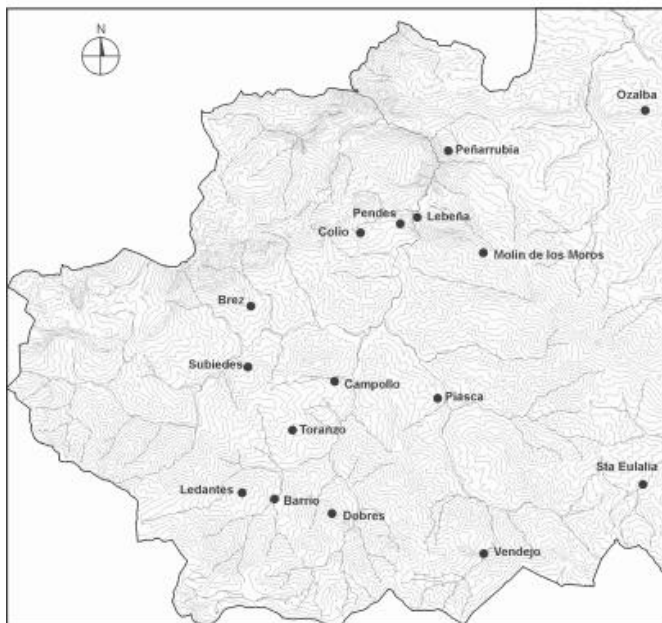 N
Ozalba
Peñarrubia
Pendes
Lebeña
Colio
Molin de los Moros
Brez
Subiedes
Campollo
Piasca
Toranzo
Sta Eulalia
Ledantes
Barrio
Dobres
Vendejo